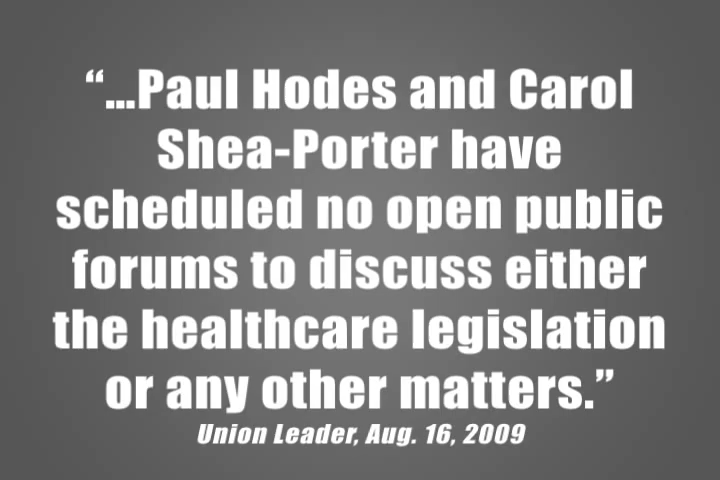 “...Paul Hodes and Carol
Shea-Porter have
scheduled no open public
forums to discuss either
the healthcare legislation
or any other matters.”
Union Leader, Aug. 16, 2009